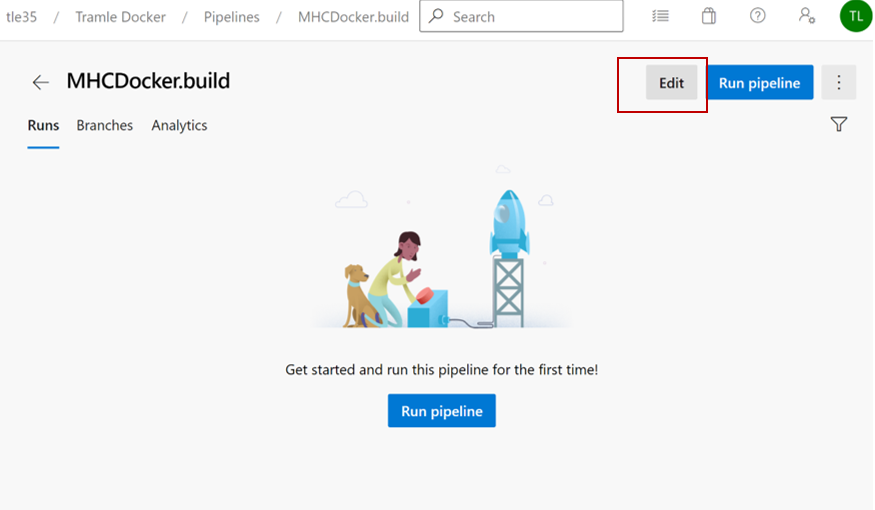 tle35 / Tramle Docker / Pipelines / MHCDocker.build Search TL
MHCDocker.build Edit Run pipeline
Runs Branches Analytics
Get started and run this pipeline for the first time!
Run pipeline